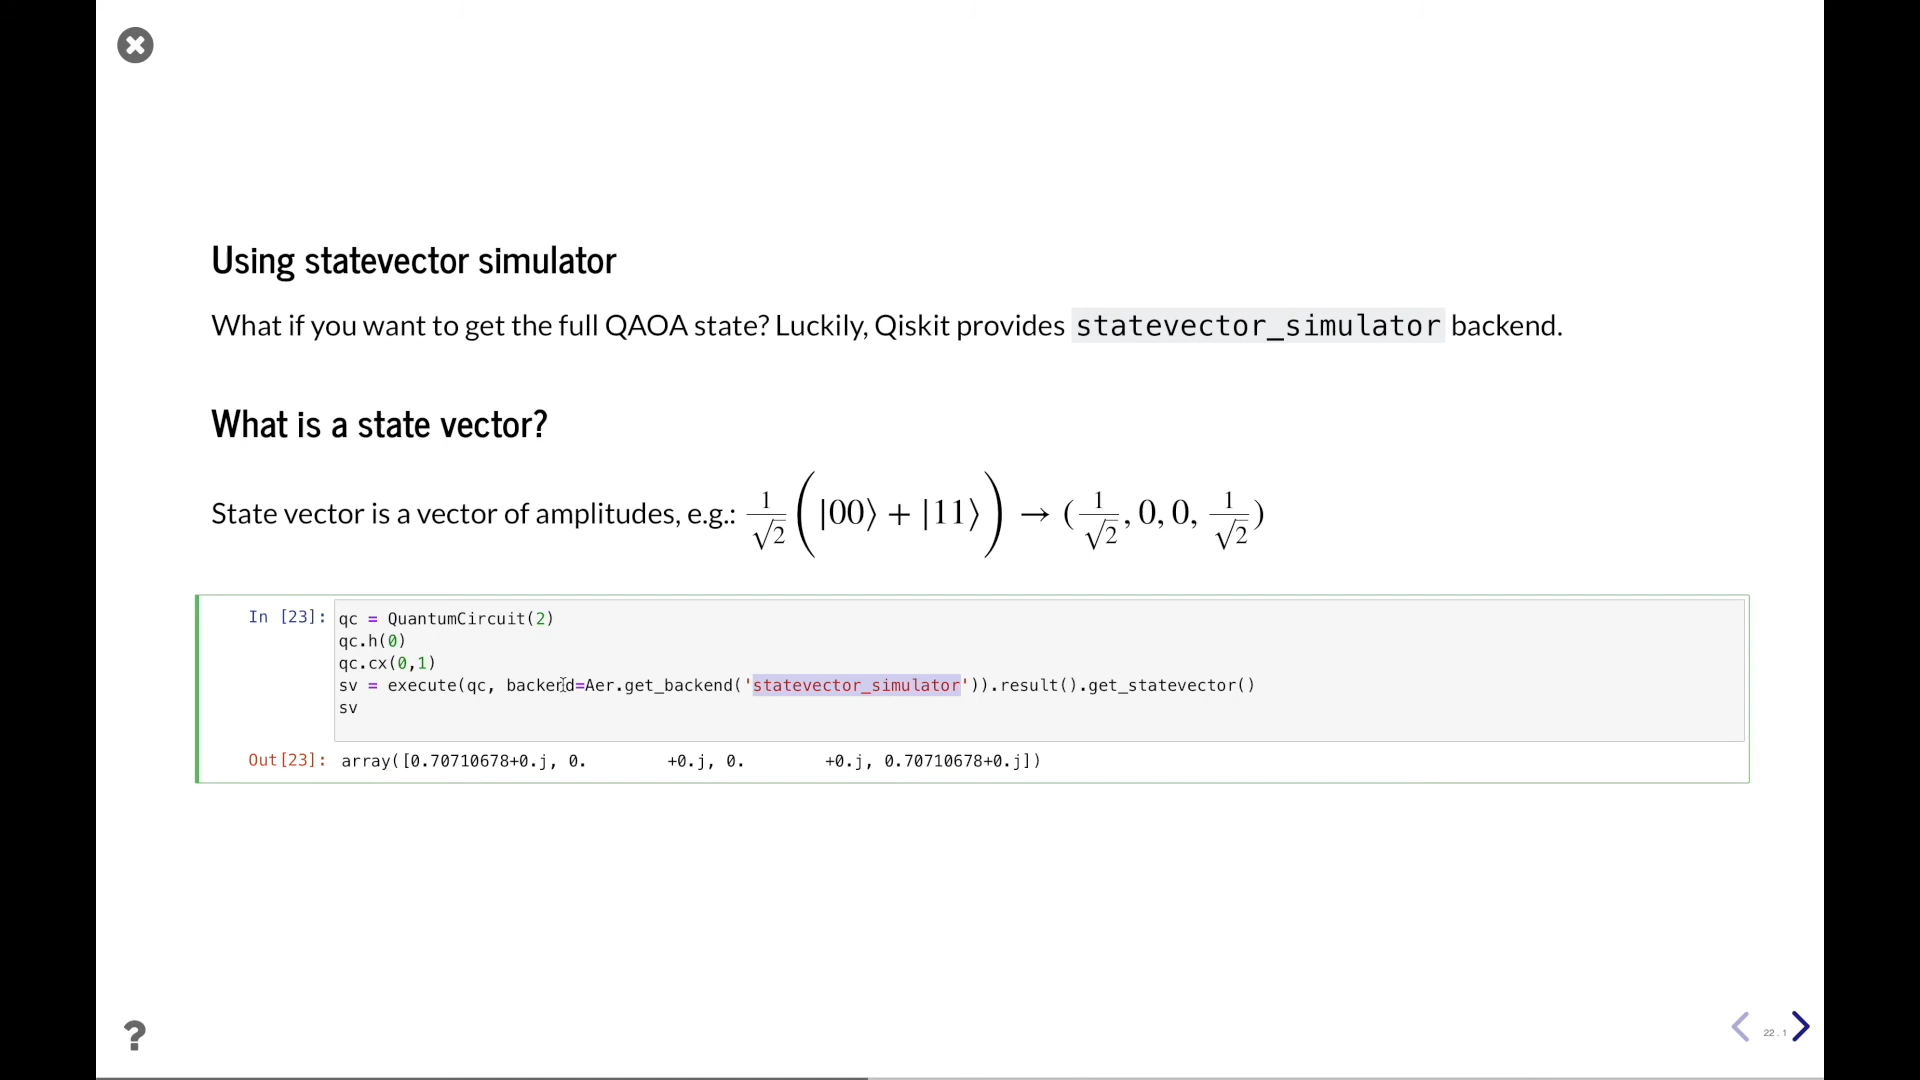 Using statevector simulator
What if you want to get the full QAOA state? Luckily, Qiskit provides statevector_simulator backend.
What is a state vector?
State vector is a vector of amplitudes, e.g.: 1/√2 (|00⟩ + |11⟩) → (1/√2, 0, 0, 1/√2)
In [23]: qc = QuantumCircuit(2)
qc.h(0)
qc.cx(0,1)
sv = execute(qc, backend=Aer.get_backend('statevector_simulator')).result().get_statevector()
sv
Out[23]: array([0.70710678+0.j, 0.        +0.j, 0.        +0.j, 0.70710678+0.j])
?
22 . 1